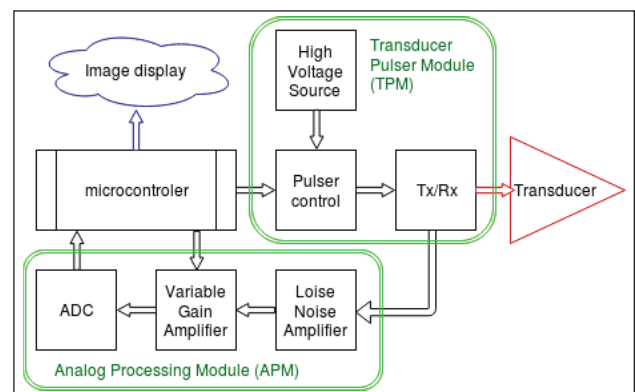 High
Voltage
Source
Transducer
Pulser Module
(TPM)
Image display
microcontroler
Pulser
control
Tx/Rx
Transducer
ADC
Variable
Gain
Amplifier
Loise
Noise
Amplifier
Analog Processing Module (APM)